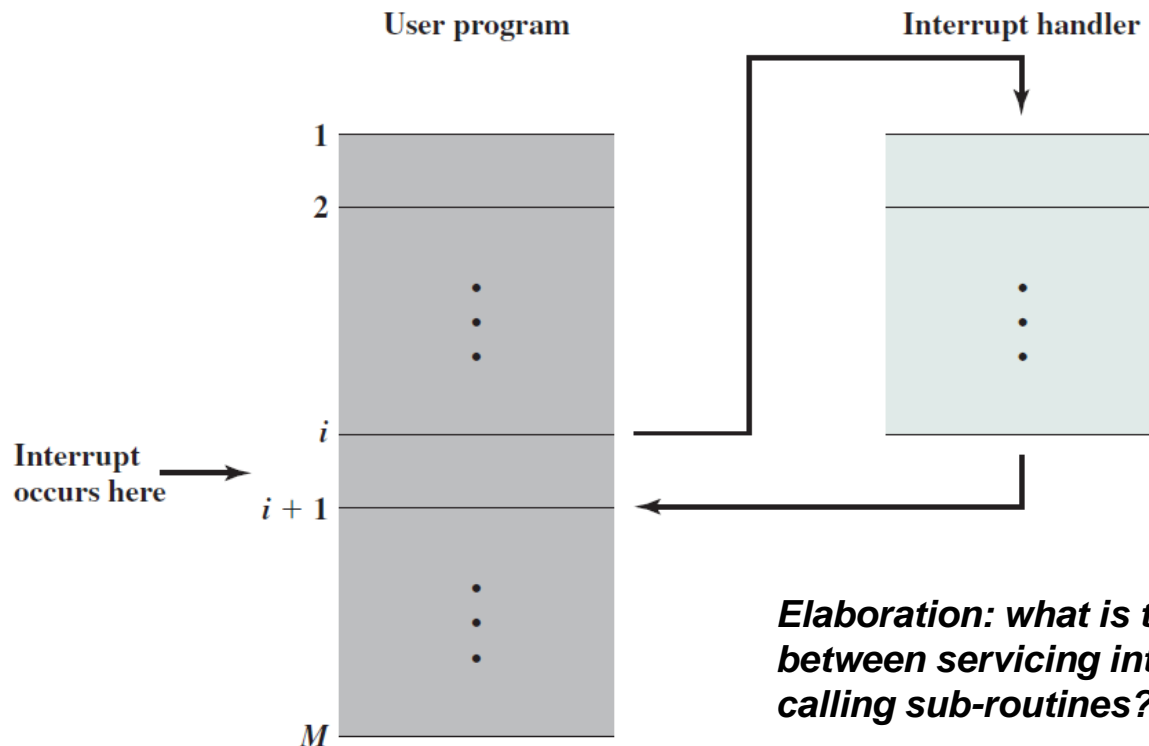 User program
Interrupt handler
1
2
i
Interrupt
occurs here
i + 1
M
Elaboration: what is t
between servicing int
calling sub-routines?